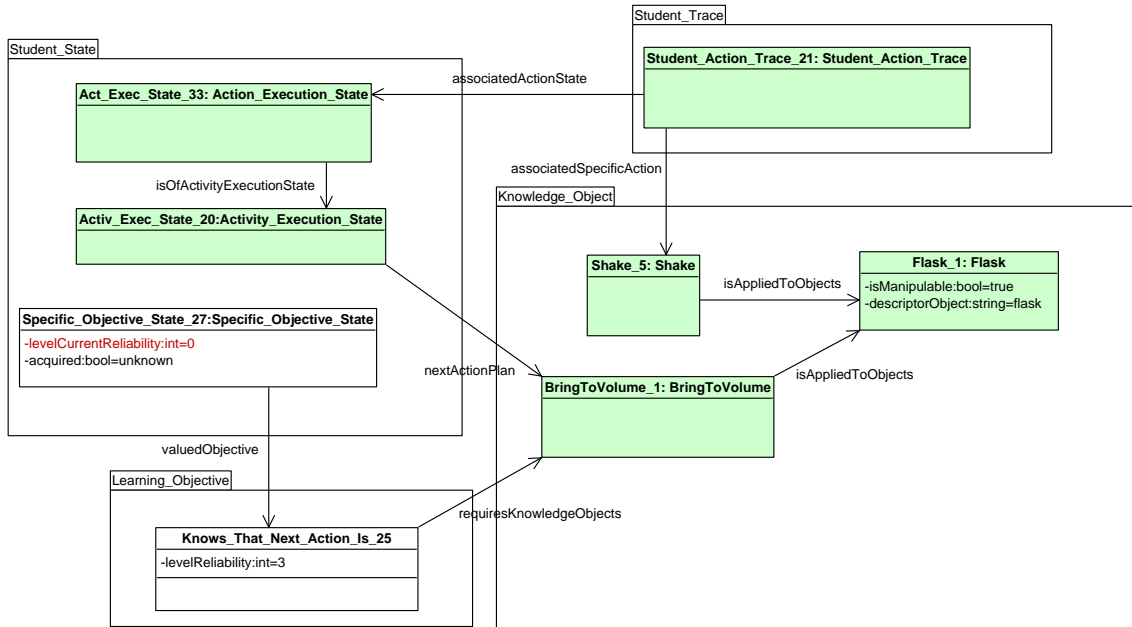 Student_Trace
Student_State
Student_Action_Trace_21: Student_Action_Trace
associatedActionState
Act_Exec_State_33: Action_Execution_State
associatedSpecificAction
isOfActivityExecutionState
Knowledge_Object
Activ_Exec_State_20:Activity_Execution_State
Shake_5: Shake
Flask_1: Flask
-isManipulable:bool=true
-descriptorObject:string=flask
isAppliedToObjects
Specific_Objective_State_27:Specific_Objective_State
-levelCurrentReliability:int=0
-acquired:bool=unknown
nextActionPlan
isAppliedToObjects
BringToVolume_1: BringToVolume
valuedObjective
Learning_Objective
requiresKnowledgeObjects
Knows_That_Next_Action_Is_25
-levelReliability:int=3